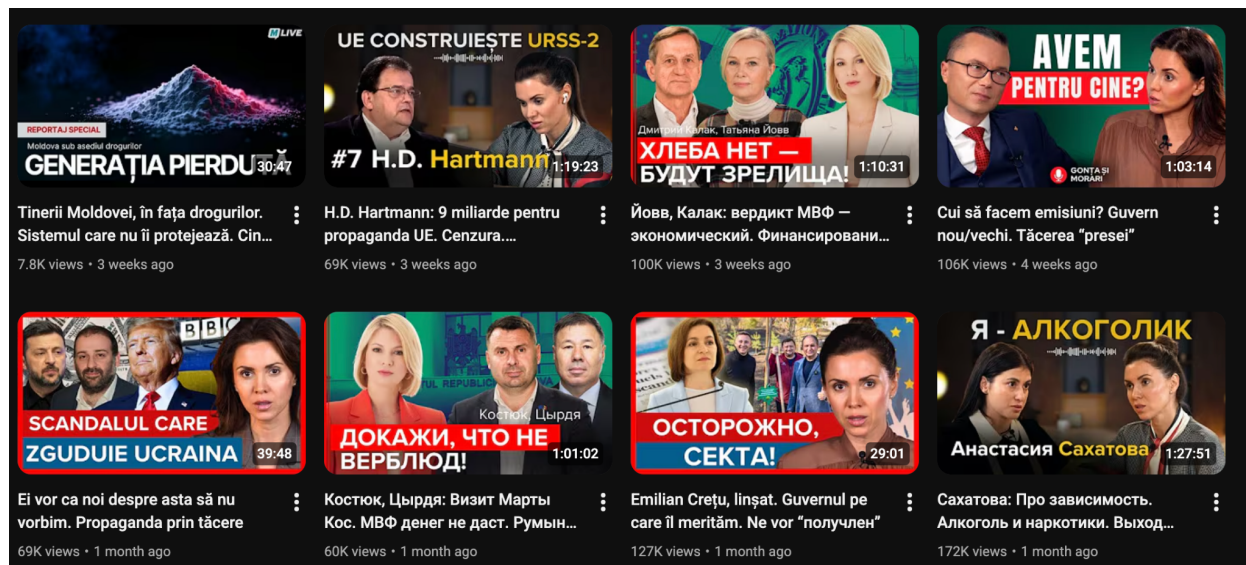 M LIVE
REPORTAJ SPECIAL
Moldova sub asediul drogurilor
GENERAȚIA PIERDU Ă
30:47
Tinerii Moldovei, în fața drogurilor.
Sistemul care nu îi protejează. Cin...
7.8K views • 3 weeks ago
UE CONSTRUIEȘTE URSS-2
#7 H.D. Hartmann
1:19:23
H.D. Hartmann: 9 miliarde pentru
propaganda UE. Cenzura....
69K views • 3 weeks ago
Дмитрий Калак, Татьяна Йовв
ХЛЕБА НЕТ —
БУДУТ ЗРЕЛИЩА!
1:10:31
Йовв, Калак: вердикт МВФ —
экономический. Финансировани...
100K views • 3 weeks ago
AVEM
PENTRU CINE?
GONȚA ȘI
MORARI
1:03:14
Cui să facem emisiuni? Guvern
nou/vechi. Tăcerea “presei”
106K views • 4 weeks ago
BBC
SCANDALUL CARE
ZGUDUIE UCRAINA
39:48
Ei vor ca noi despre asta să nu
vorbim. Propaganda prin tăcere
69K views • 1 month ago
Костюк, Цырдя
ДОКАЖИ, ЧТО НЕ
ВЕРБЛЮД!
1:01:02
Костюк, Цырдя: Визит Марты
Кос. МВФ денег не даст. Румын...
60K views • 1 month ago
ОСТОРОЖНО,
СЕКТА!
29:01
Emilian Crețu, linșat. Guvernul pe
care îl merităm. Ne vor “получлен”
127K views • 1 month ago
Я - АЛКОГОЛИК
Анастасия Сахатова
1:27:51
Сахатова: Про зависимость.
Алкоголь и наркотики. Выход...
172K views • 1 month ago